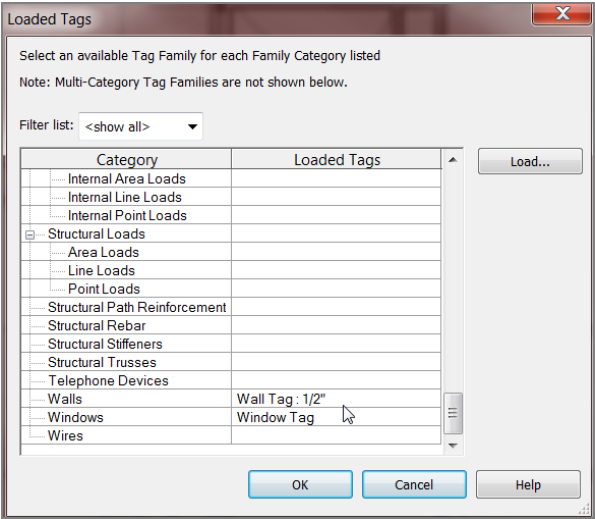 Loaded Tags
Select an available Tag Family for each Family Category listed
Note: Multi-Category Tag Families are not shown below.
Filter list: <show all>
Category Loaded Tags
Load...
Internal Area Loads
Internal Line Loads
Internal Point Loads
Structural Loads
Area Loads
Line Loads
Point Loads
Structural Path Reinforcement
Structural Rebar
Structural Stiffeners
Structural Trusses
Telephone Devices
Walls Wall Tag : 1/2"
Windows Window Tag
Wires
OK Cancel Help